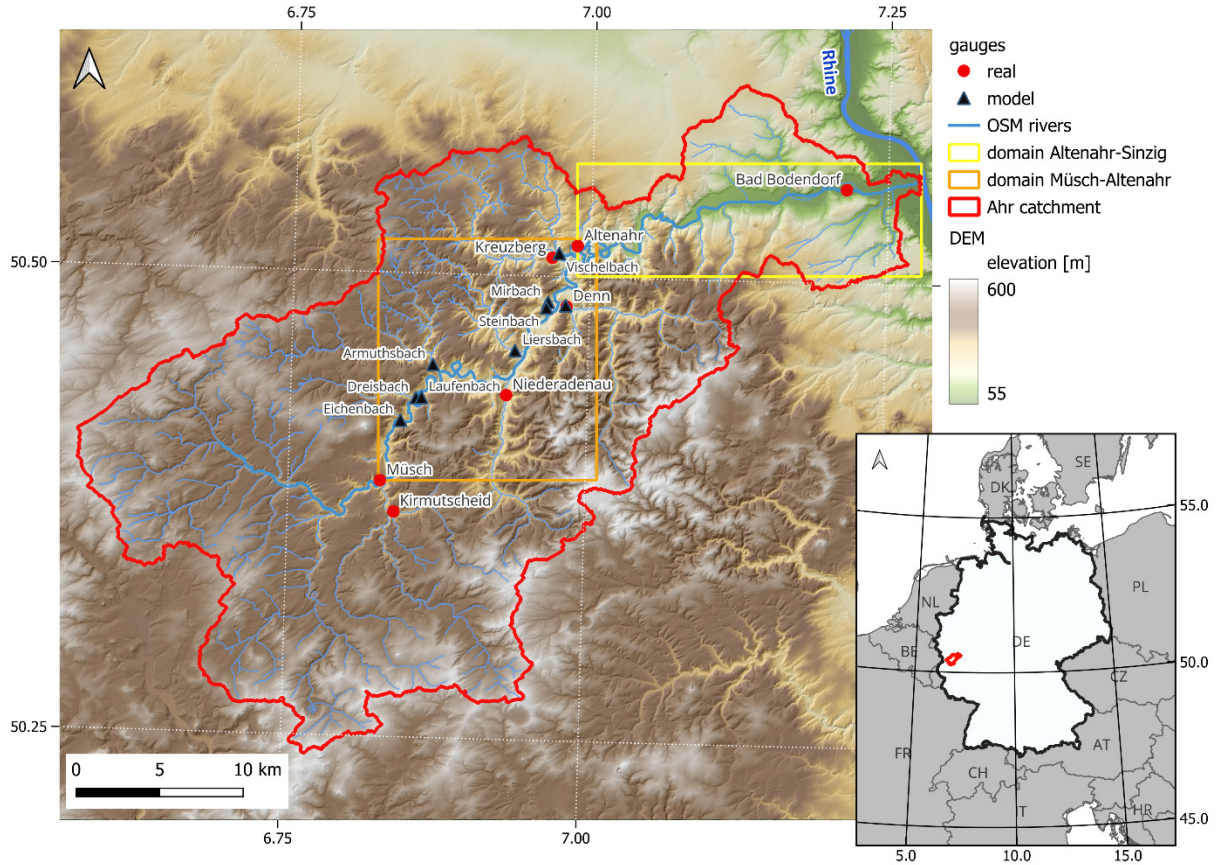 6.75
7.00
7.25
Rhine
gauges
real
model
OSM rivers
domain Altenahr-Sinzig
domain Müsch-Altenahr
Ahr catchment
DEM
elevation [m]
600
55
Bad Bodendorf
Altenahr
Kreuzberg
Vischelbach
50.50
Mirbach
Denn
Steinbach
Liersbach
Armuthsbach
Dreisbach
Laufenbach
Niederadenau
Eichenbach
Müsch
Kirmutscheid
50.25
0 5 10 km
6.75
7.00
SE
DK
55.0
NL
PL
DE
BE
50.0
CZ
FR
AT
CH
IT
HR
45.0
5.0
10.0
15.0